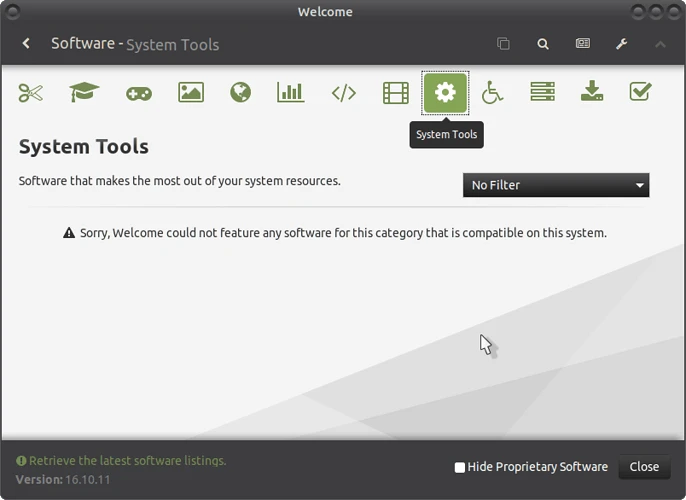 Welcome
Software - System Tools
System Tools
System Tools
Software that makes the most out of your system resources.
No Filter
Sorry, Welcome could not feature any software for this category that is compatible on this system.
Retrieve the latest software listings.
Version: 16.10.11
Hide Proprietary Software
Close